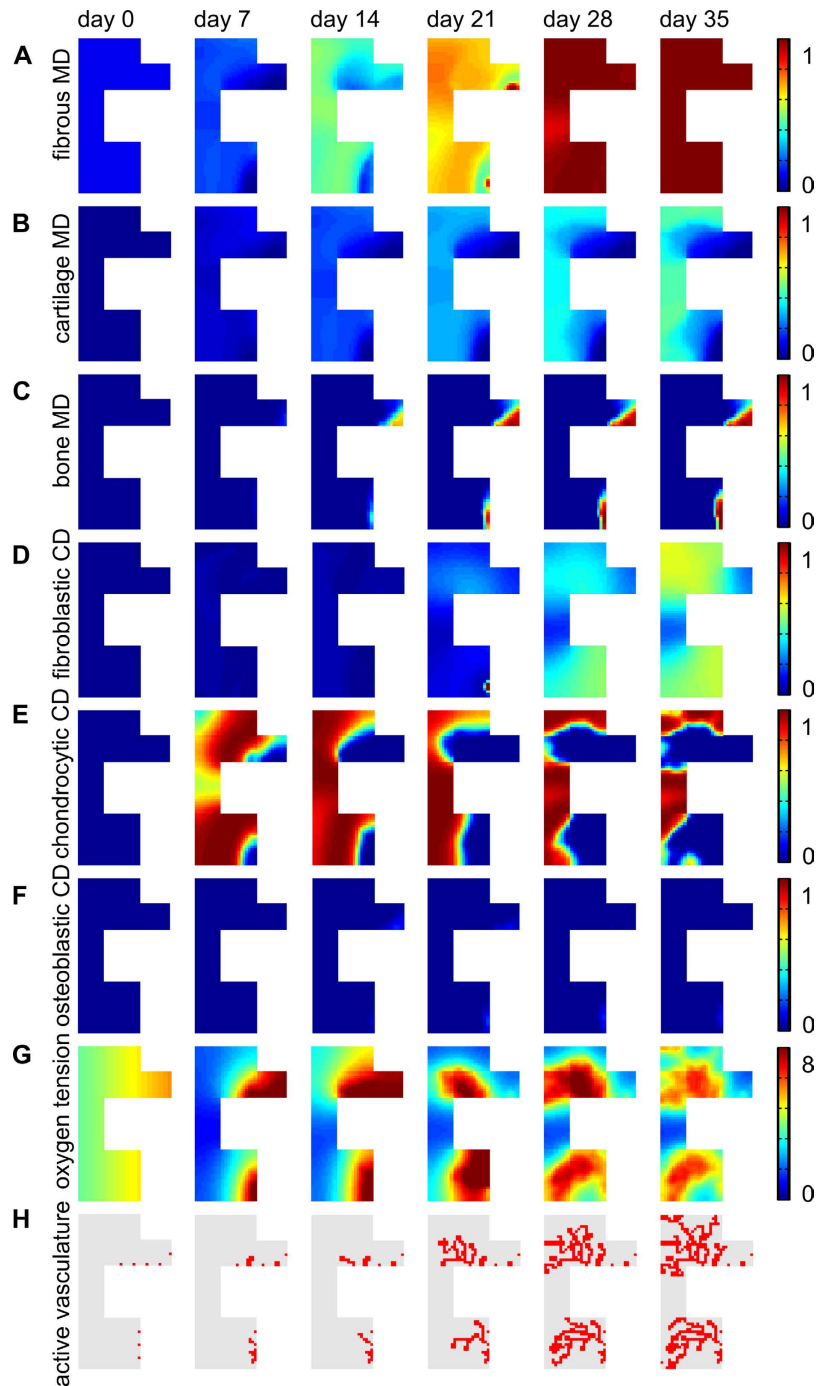 day 0 day 7 day 14 day 21 day 28 day 35
A fibrous MD 1 0
B cartilage MD 1 0
C bone MD 1 0
D fibroblastic CD 1 0
E chondrocytic CD 1 0
F osteoblastic CD 1 0
G oxygen tension 8 0
H active vasculature